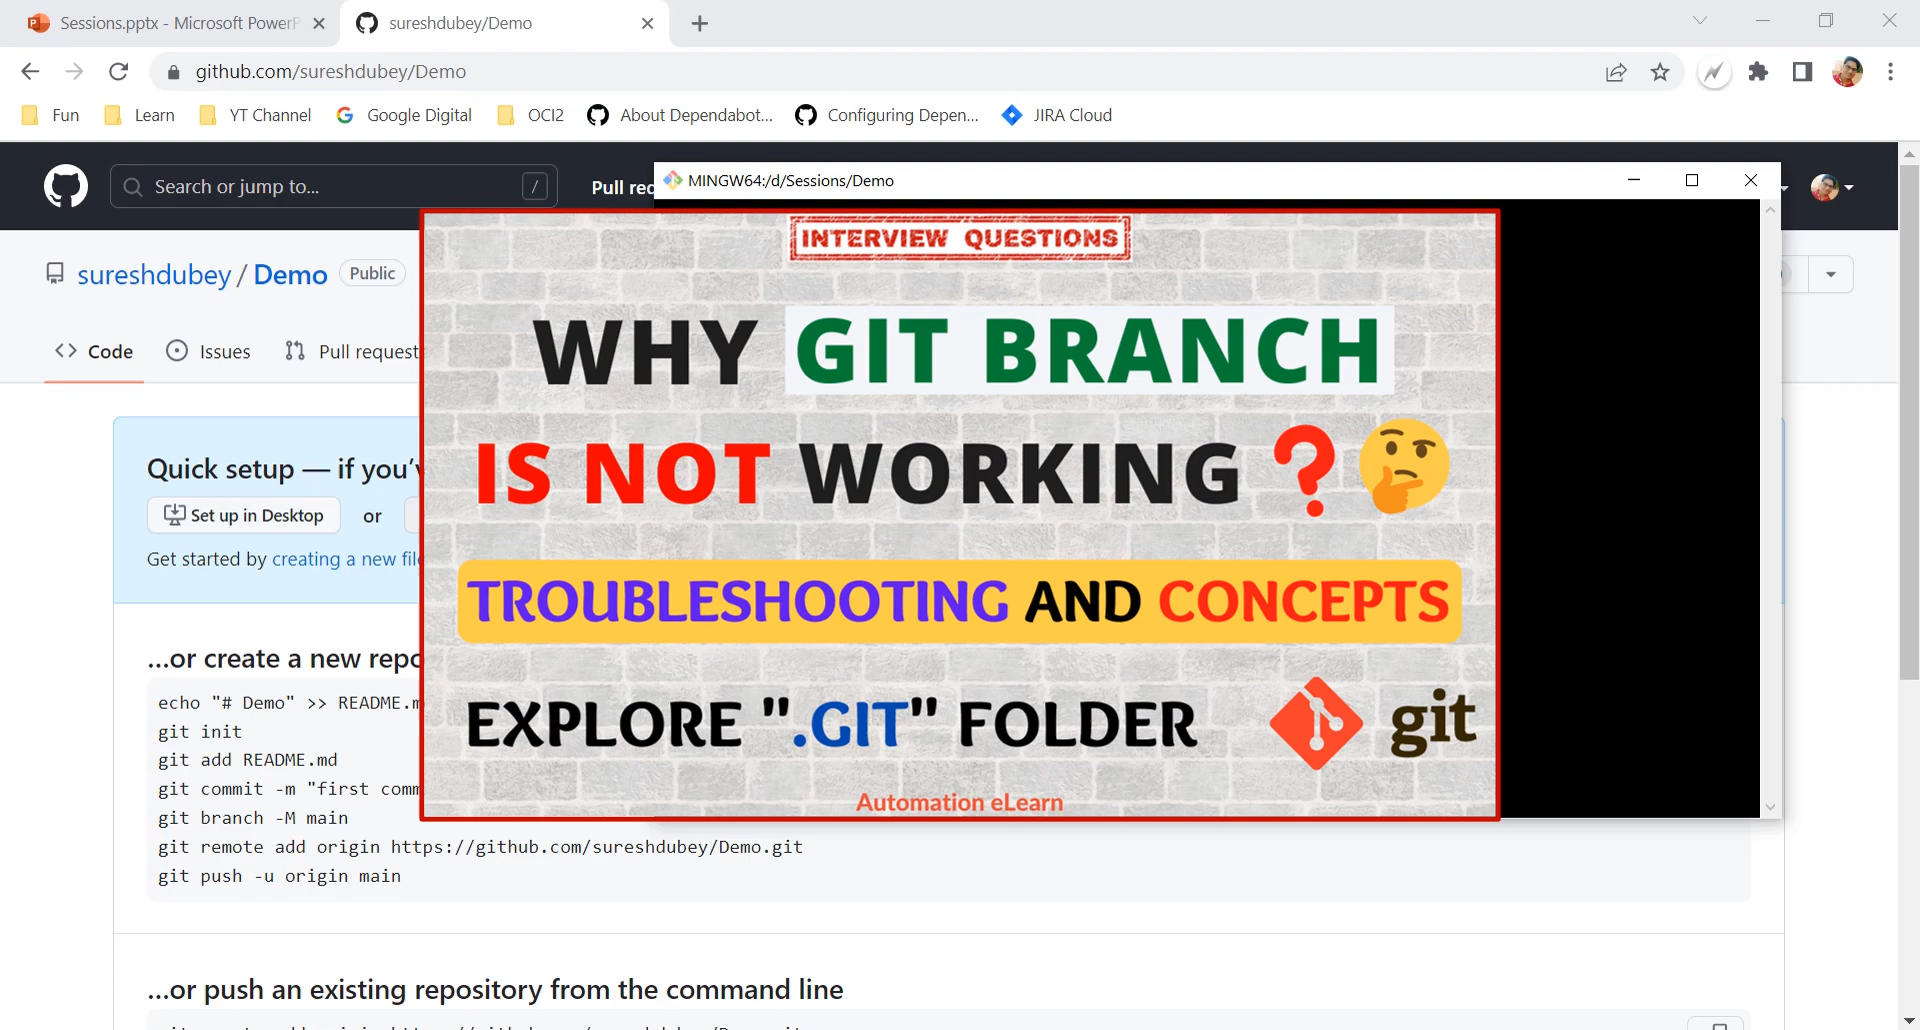 Sessions.pptx - Microsoft PowerP
sureshdubey/Demo
github.com/sureshdubey/Demo
Fun
Learn
YT Channel
Google Digital
OCI2
About Dependabot...
Configuring Depen...
JIRA Cloud
Search or jump to...
/
Pull req
MINGW64:/d/Sessions/Demo
sureshdubey / Demo
Public
Code
Issues
Pull request
INTERVIEW QUESTIONS
WHY GIT BRANCH
IS NOT WORKING ?
TROUBLESHOOTING AND CONCEPTS
EXPLORE ".GIT" FOLDER
git
Automation eLearn
Quick setup — if you’v
Set up in Desktop
or
Get started by creating a new file
…or create a new repo
echo "# Demo" >> README.m
git init
git add README.md
git commit -m "first comm
git branch -M main
git remote add origin https://github.com/sureshdubey/Demo.git
git push -u origin main
…or push an existing repository from the command line